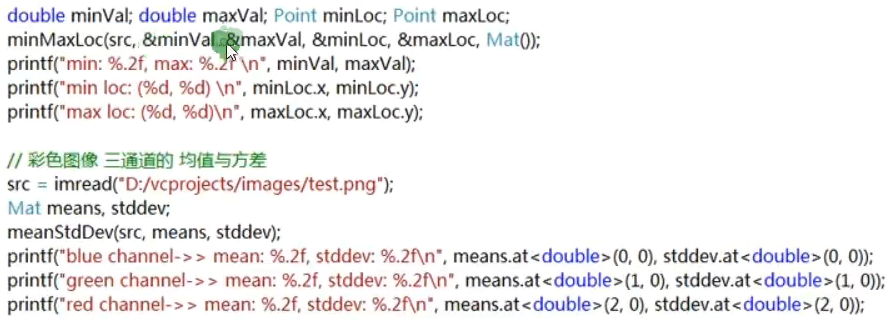 double minVal; double maxVal; Point minLoc; Point maxLoc;
minMaxLoc(src, &minVal, &maxVal, &minLoc, &maxLoc, Mat());
printf("min: %.2f, max: %.2f \n", minVal, maxVal);
printf("min loc: (%d, %d) \n", minLoc.x, minLoc.y);
printf("max loc: (%d, %d)\n", maxLoc.x, maxLoc.y);
// 彩色图像 三通道的 均值与方差
src = imread("D:/vcprojects/images/test.png");
Mat means, stddev;
meanStdDev(src, means, stddev);
printf("blue channel->> mean: %.2f, stddev: %.2f\n", means.at<double>(0, 0), stddev.at<double>(0, 0));
printf("green channel->> mean: %.2f, stddev: %.2f\n", means.at<double>(1, 0), stddev.at<double>(1, 0));
printf("red channel->> mean: %.2f, stddev: %.2f\n", means.at<double>(2, 0), stddev.at<double>(2, 0));